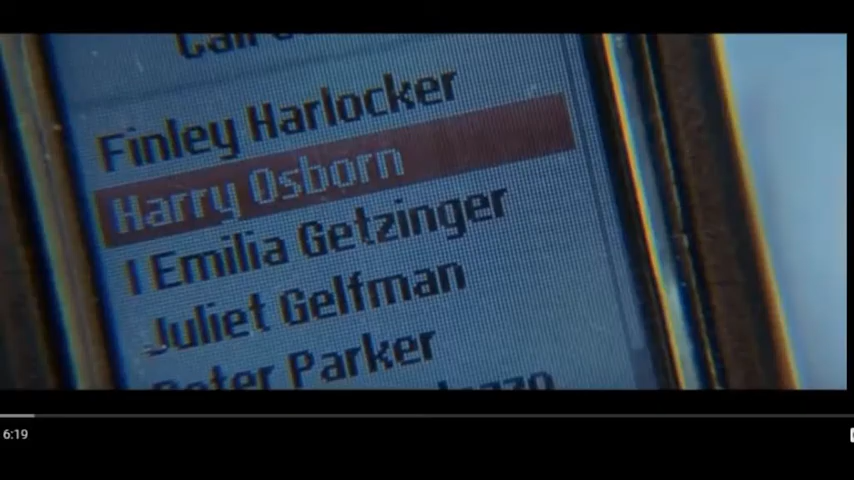 Finley Harlocker
Harry Osborn
I Emilia Getzinger
Juliet Gelfman
Peter Parker
6:19